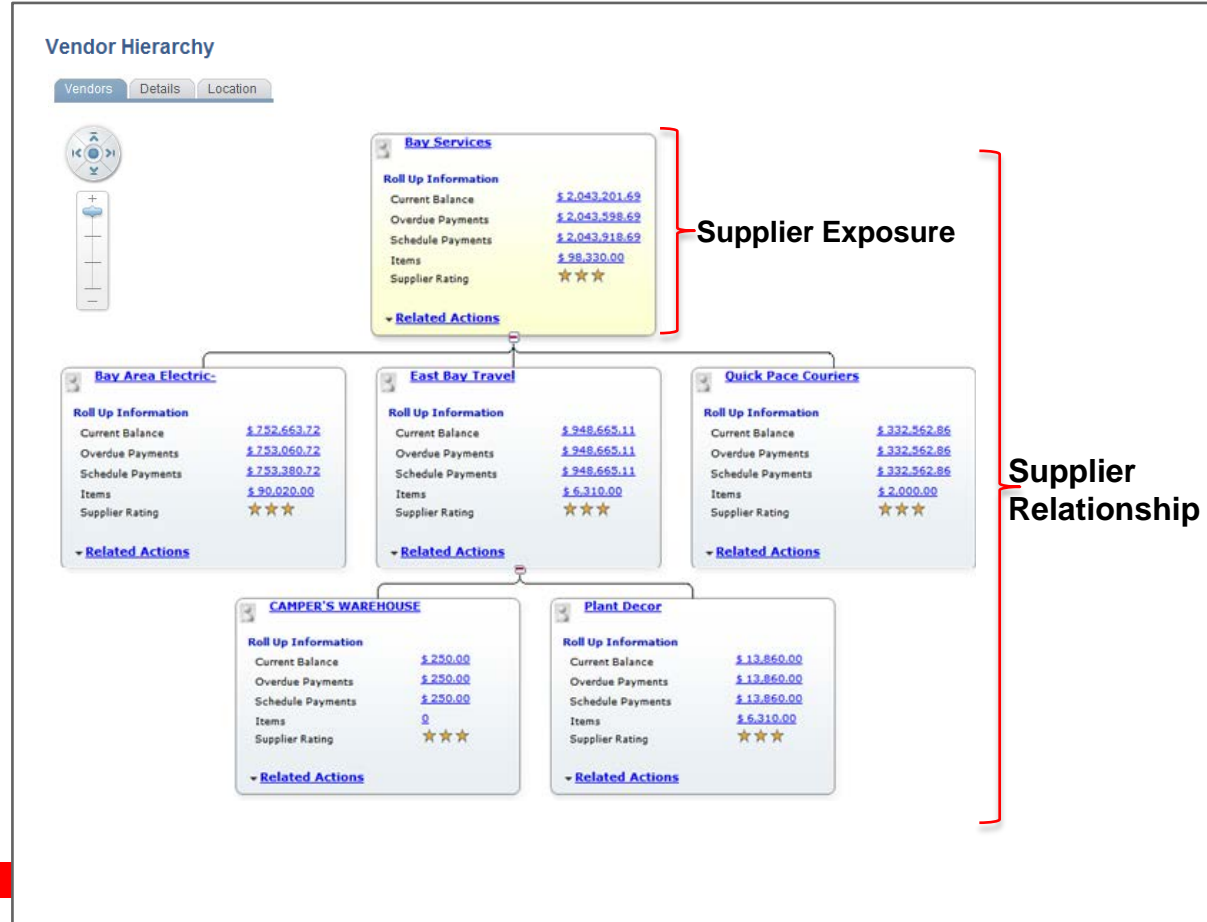 Vendor Hierarchy
Vendors Details Location
Bay Services
Roll Up Information
Current Balance $ 2,043,201.69
Overdue Payments $ 2,043,598.69
Schedule Payments $ 2,043,918.69
Items $ 98,330.00
Supplier Rating
Related Actions
Supplier Exposure
Bay Area Electric-
Roll Up Information
Current Balance $ 752,663.72
Overdue Payments $ 753,060.72
Schedule Payments $ 753,380.72
Items $ 90,020.00
Supplier Rating
Related Actions
East Bay Travel
Roll Up Information
Current Balance $ 948,665.11
Overdue Payments $ 948,665.11
Schedule Payments $ 948,665.11
Items $ 6,310.00
Supplier Rating
Related Actions
Quick Pace Couriers
Roll Up Information
Current Balance $ 332,562.86
Overdue Payments $ 332,562.86
Schedule Payments $ 332,562.86
Items $ 2,000.00
Supplier Rating
Related Actions
Supplier
Relationship
CAMPER'S WAREHOUSE
Roll Up Information
Current Balance $ 250.00
Overdue Payments $ 250.00
Schedule Payments $ 250.00
Items 0
Supplier Rating
Related Actions
Plant Decor
Roll Up Information
Current Balance $ 13,860.00
Overdue Payments $ 13,860.00
Schedule Payments $ 13,860.00
Items $ 6,310.00
Supplier Rating
Related Actions